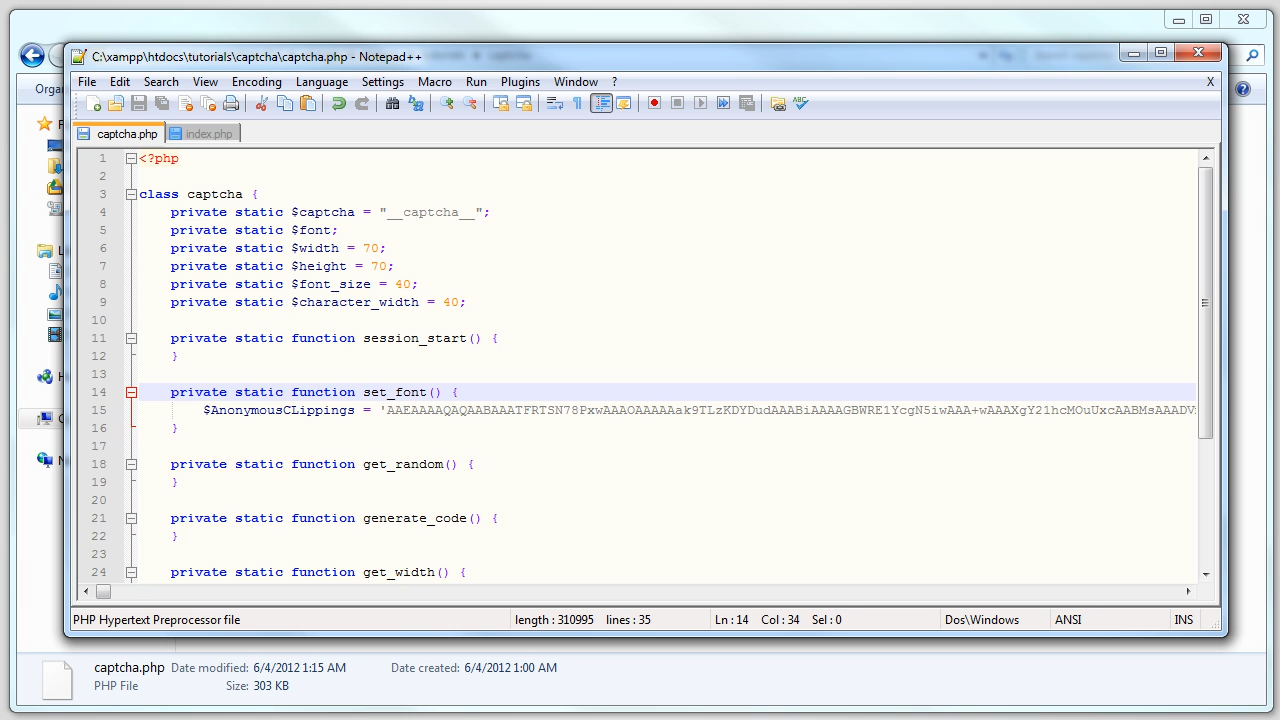 C:\xampp\htdocs\tutorials\captcha\captcha.php - Notepad++
File Edit Search View Encoding Language Settings Macro Run Plugins Window ? X
captcha.php index.php
1 <?php
2
3 class captcha {
4 private static $captcha = "__captcha__";
5 private static $font;
6 private static $width = 70;
7 private static $height = 70;
8 private static $font_size = 40;
9 private static $character_width = 40;
10
11 private static function session_start() {
12 }
13
14 private static function set_font() {
15 $AnonymousCLippings =
16 }
17
18 private static function get_random() {
19 }
20
21 private static function generate_code() {
22 }
23
24 private static function get_width() {
PHP Hypertext Preprocessor file length : 310995 lines : 35 Ln : 14 Col : 34 Sel : 0 Dos\Windows ANSI INS
captcha.php Date modified: 6/4/2012 1:15 AM Date created: 6/4/2012 1:00 AM
PHP File Size: 303 KB